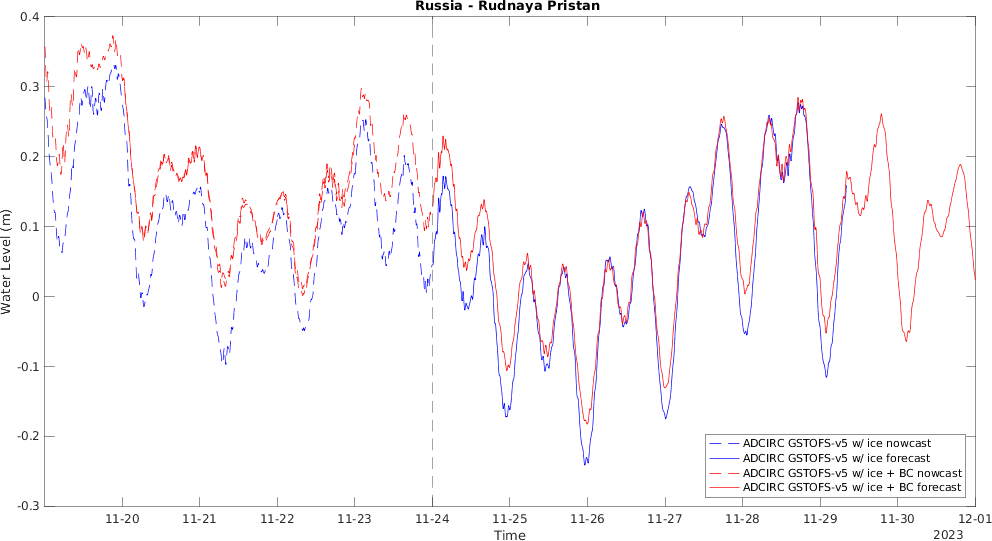 Russia - Rudnaya Pristan
0.4
0.3
0.2
0.1
0
-0.1
-0.2
-0.3
Water Level (m)
ADCIRC GSTOFS-v5 w/ ice nowcast
ADCIRC GSTOFS-v5 w/ ice forecast
ADCIRC GSTOFS-v5 w/ ice + BC nowcast
ADCIRC GSTOFS-v5 w/ ice + BC forecast
11-20 11-21 11-22 11-23 11-24 11-25 11-26 11-27 11-28 11-29 11-30 12-01
Time
2023